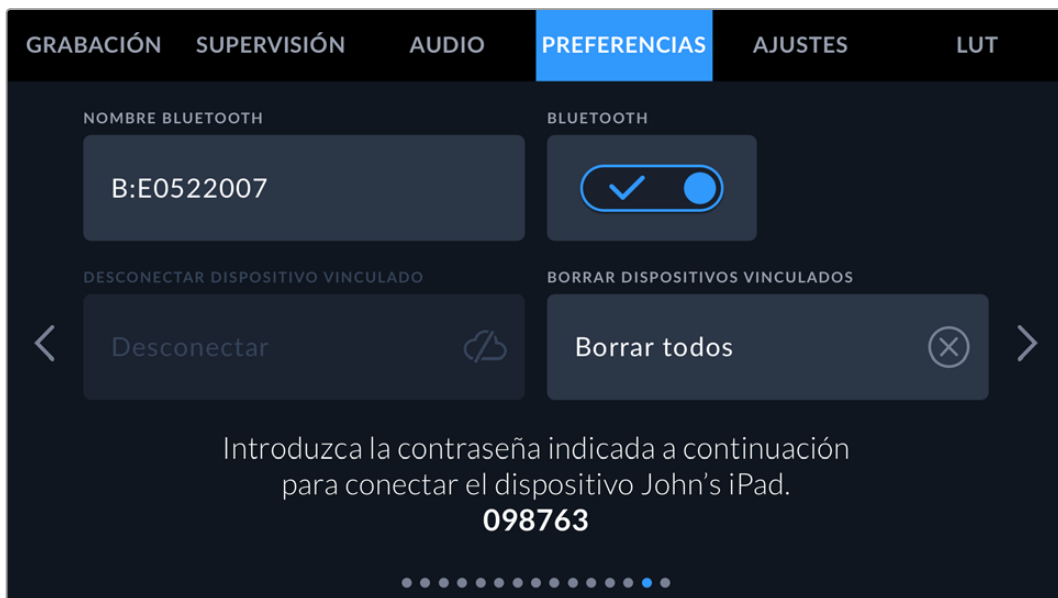 GRABACIÓN SUPERVISIÓN AUDIO PREFERENCIAS AJUSTES LUT
NOMBRE BLUETOOTH BLUETOOTH
B:E0522007
DESCONECTAR DISPOSITIVO VINCULADO BORRAR DISPOSITIVOS VINCULADOS
Desconectar Borrar todos
Introduzca la contraseña indicada a continuación
para conectar el dispositivo John's iPad.
098763